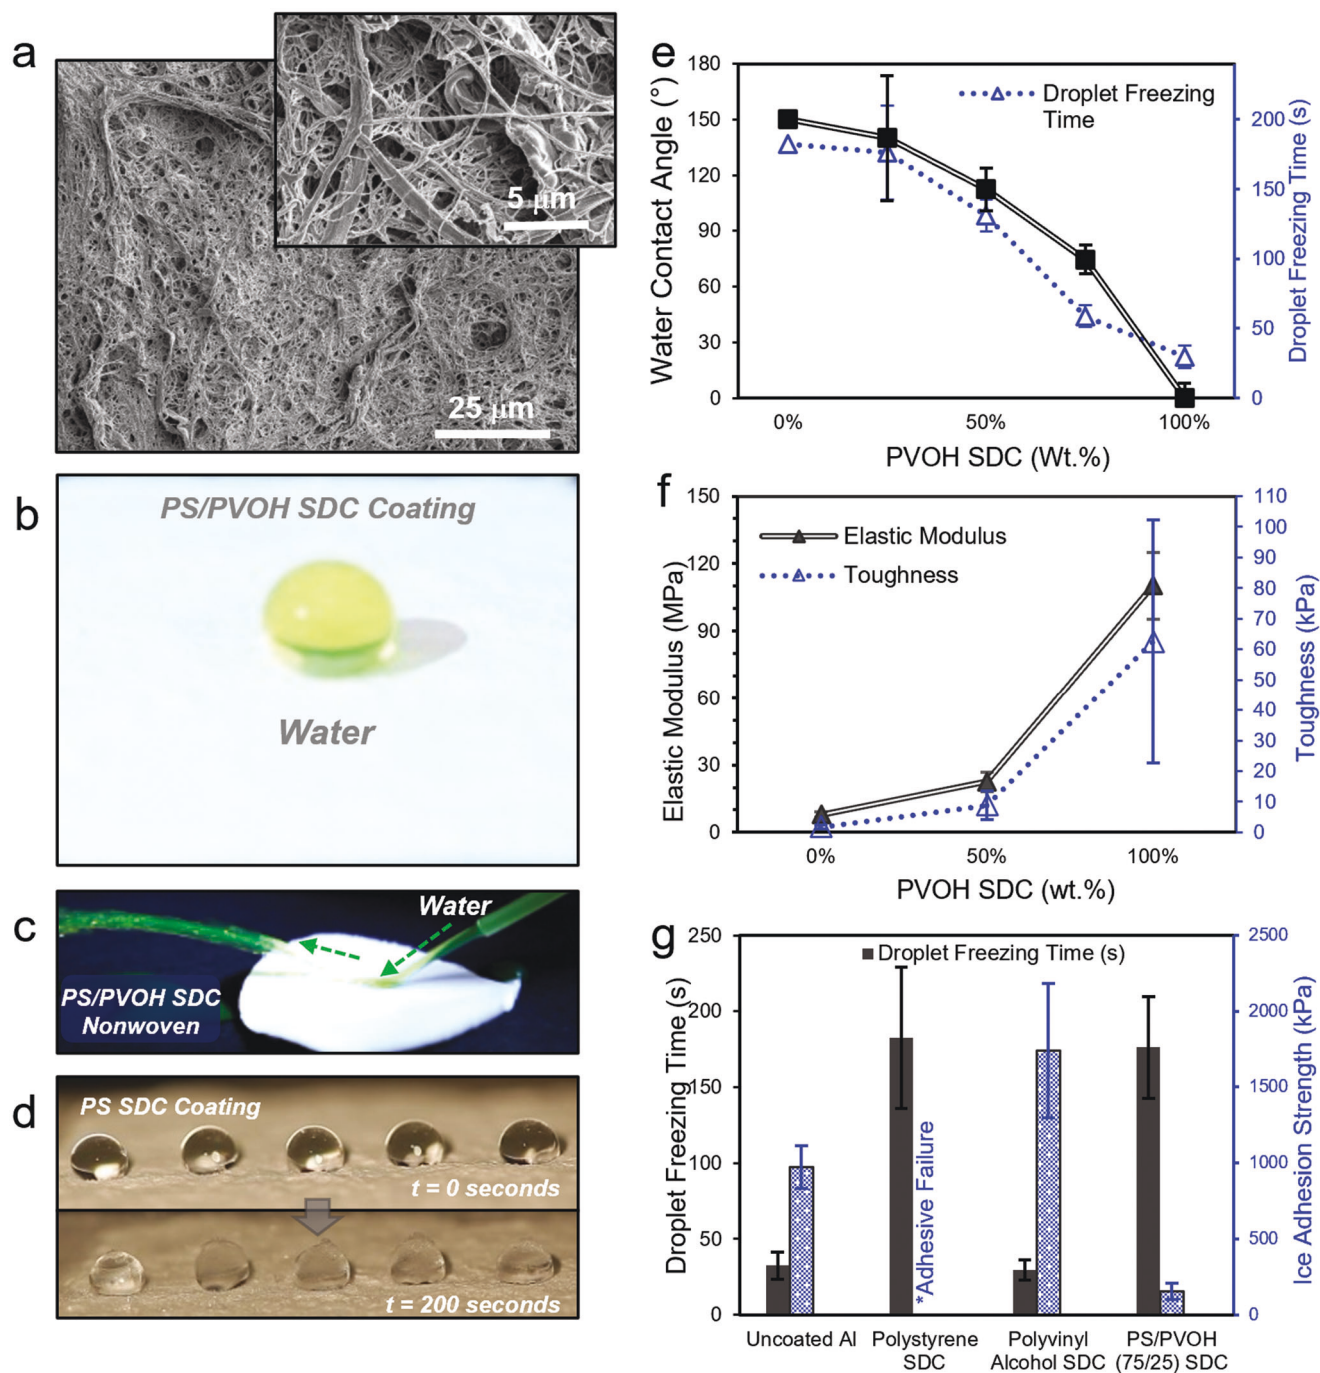 a
5 μm
25 μm
b
PS/PVOH SDC Coating
Water
c
Water
PS/PVOH SDC
Nonwoven
d
PS SDC Coating
t = 0 seconds
t = 200 seconds
e
Water Contact Angle (°)
180
150
120
90
60
30
0
Droplet Freezing
Time
200
150
100
50
0
Droplet Freezing Time (s)
0%
50%
100%
PVOH SDC (Wt.%)
f
Elastic Modulus (MPa)
150
120
90
60
30
0
Elastic Modulus
Toughness
110
100
90
80
70
60
50
40
30
20
10
0
Toughness (kPa)
0%
50%
100%
PVOH SDC (wt.%)
g
Droplet Freezing Time (s)
250
200
150
100
50
0
Droplet Freezing Time (s)
*Adhesive Failure
2500
2000
1500
1000
500
0
Ice Adhesion Strength (kPa)
Uncoated Al
Polystyrene
SDC
Polyvinyl
Alcohol SDC
PS/PVOH
(75/25) SDC